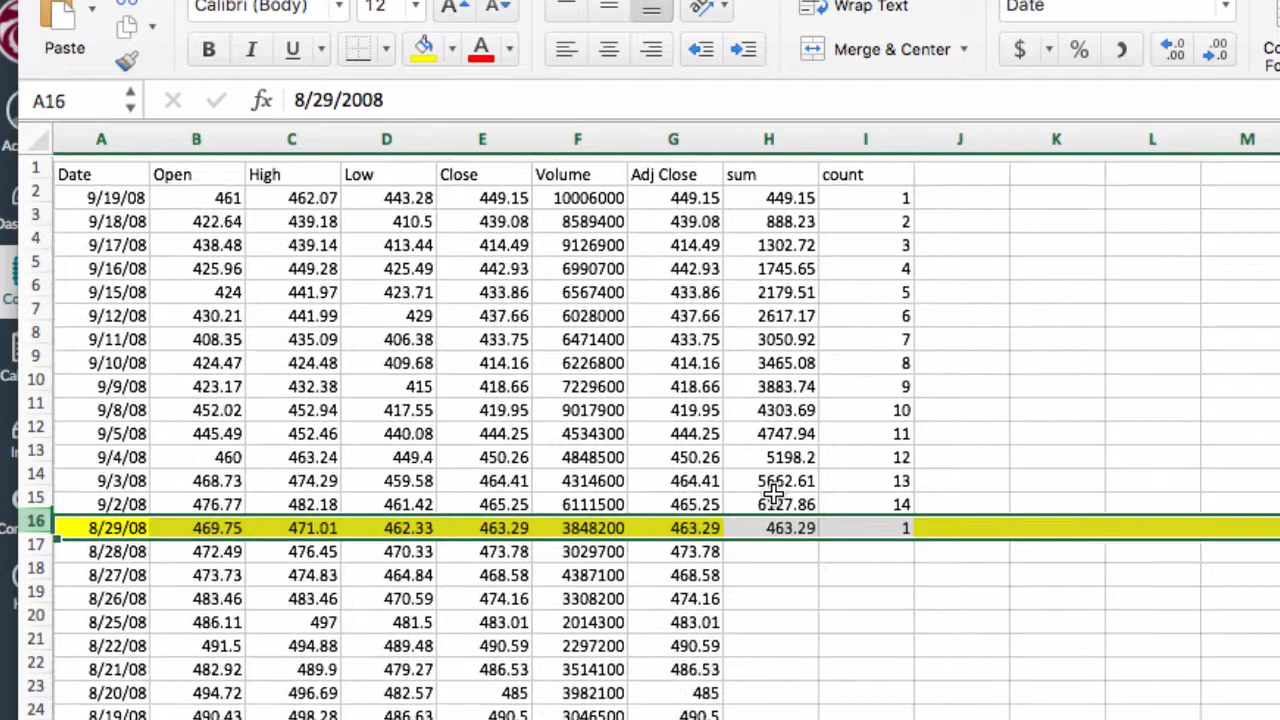 Calibri (Body) 12 Wrap Text Date
Paste B I U A Merge & Center $ %
A16 fx 8/29/2008
A B C D E F G H I J K L M
1 Date Open High Low Close Volume Adj Close sum count
2 9/19/08 461 462.07 443.28 449.15 10006000 449.15 449.15 1
3 9/18/08 422.64 439.18 410.5 439.08 8589400 439.08 888.23 2
4 9/17/08 438.48 439.14 413.44 414.49 9126900 414.49 1302.72 3
5 9/16/08 425.96 449.28 425.49 442.93 6990700 442.93 1745.65 4
6 9/15/08 424 441.97 423.71 433.86 6567400 433.86 2179.51 5
7 9/12/08 430.21 441.99 429 437.66 6028000 437.66 2617.17 6
8 9/11/08 408.35 435.09 406.38 433.75 6471400 433.75 3050.92 7
9 9/10/08 424.47 424.48 409.68 414.16 6226800 414.16 3465.08 8
10 9/9/08 423.17 432.38 415 418.66 7229600 418.66 3883.74 9
11 9/8/08 452.02 452.94 417.55 419.95 9017900 419.95 4303.69 10
12 9/5/08 445.49 452.46 440.08 444.25 4534300 444.25 4747.94 11
13 9/4/08 460 463.24 449.4 450.26 4848500 450.26 5198.2 12
14 9/3/08 468.73 474.29 459.58 464.41 4314600 464.41 5662.61 13
15 9/2/08 476.77 482.18 461.42 465.25 6111500 465.25 6127.86 14
16 8/29/08 469.75 471.01 462.33 463.29 3848200 463.29 463.29 1
17 8/28/08 472.49 476.45 470.33 473.78 3029700 473.78
18 8/27/08 473.73 474.83 464.84 468.58 4387100 468.58
19 8/26/08 483.46 483.46 470.59 474.16 3308200 474.16
20 8/25/08 486.11 497 481.5 483.01 2014300 483.01
21 8/22/08 491.5 494.88 489.48 490.59 2297200 490.59
22 8/21/08 482.92 489.9 479.27 486.53 3514100 486.53
23 8/20/08 494.72 496.69 482.57 485 3982100 485
24 8/19/08 490.43 498.28 486.63 490.5 3046500 490.5